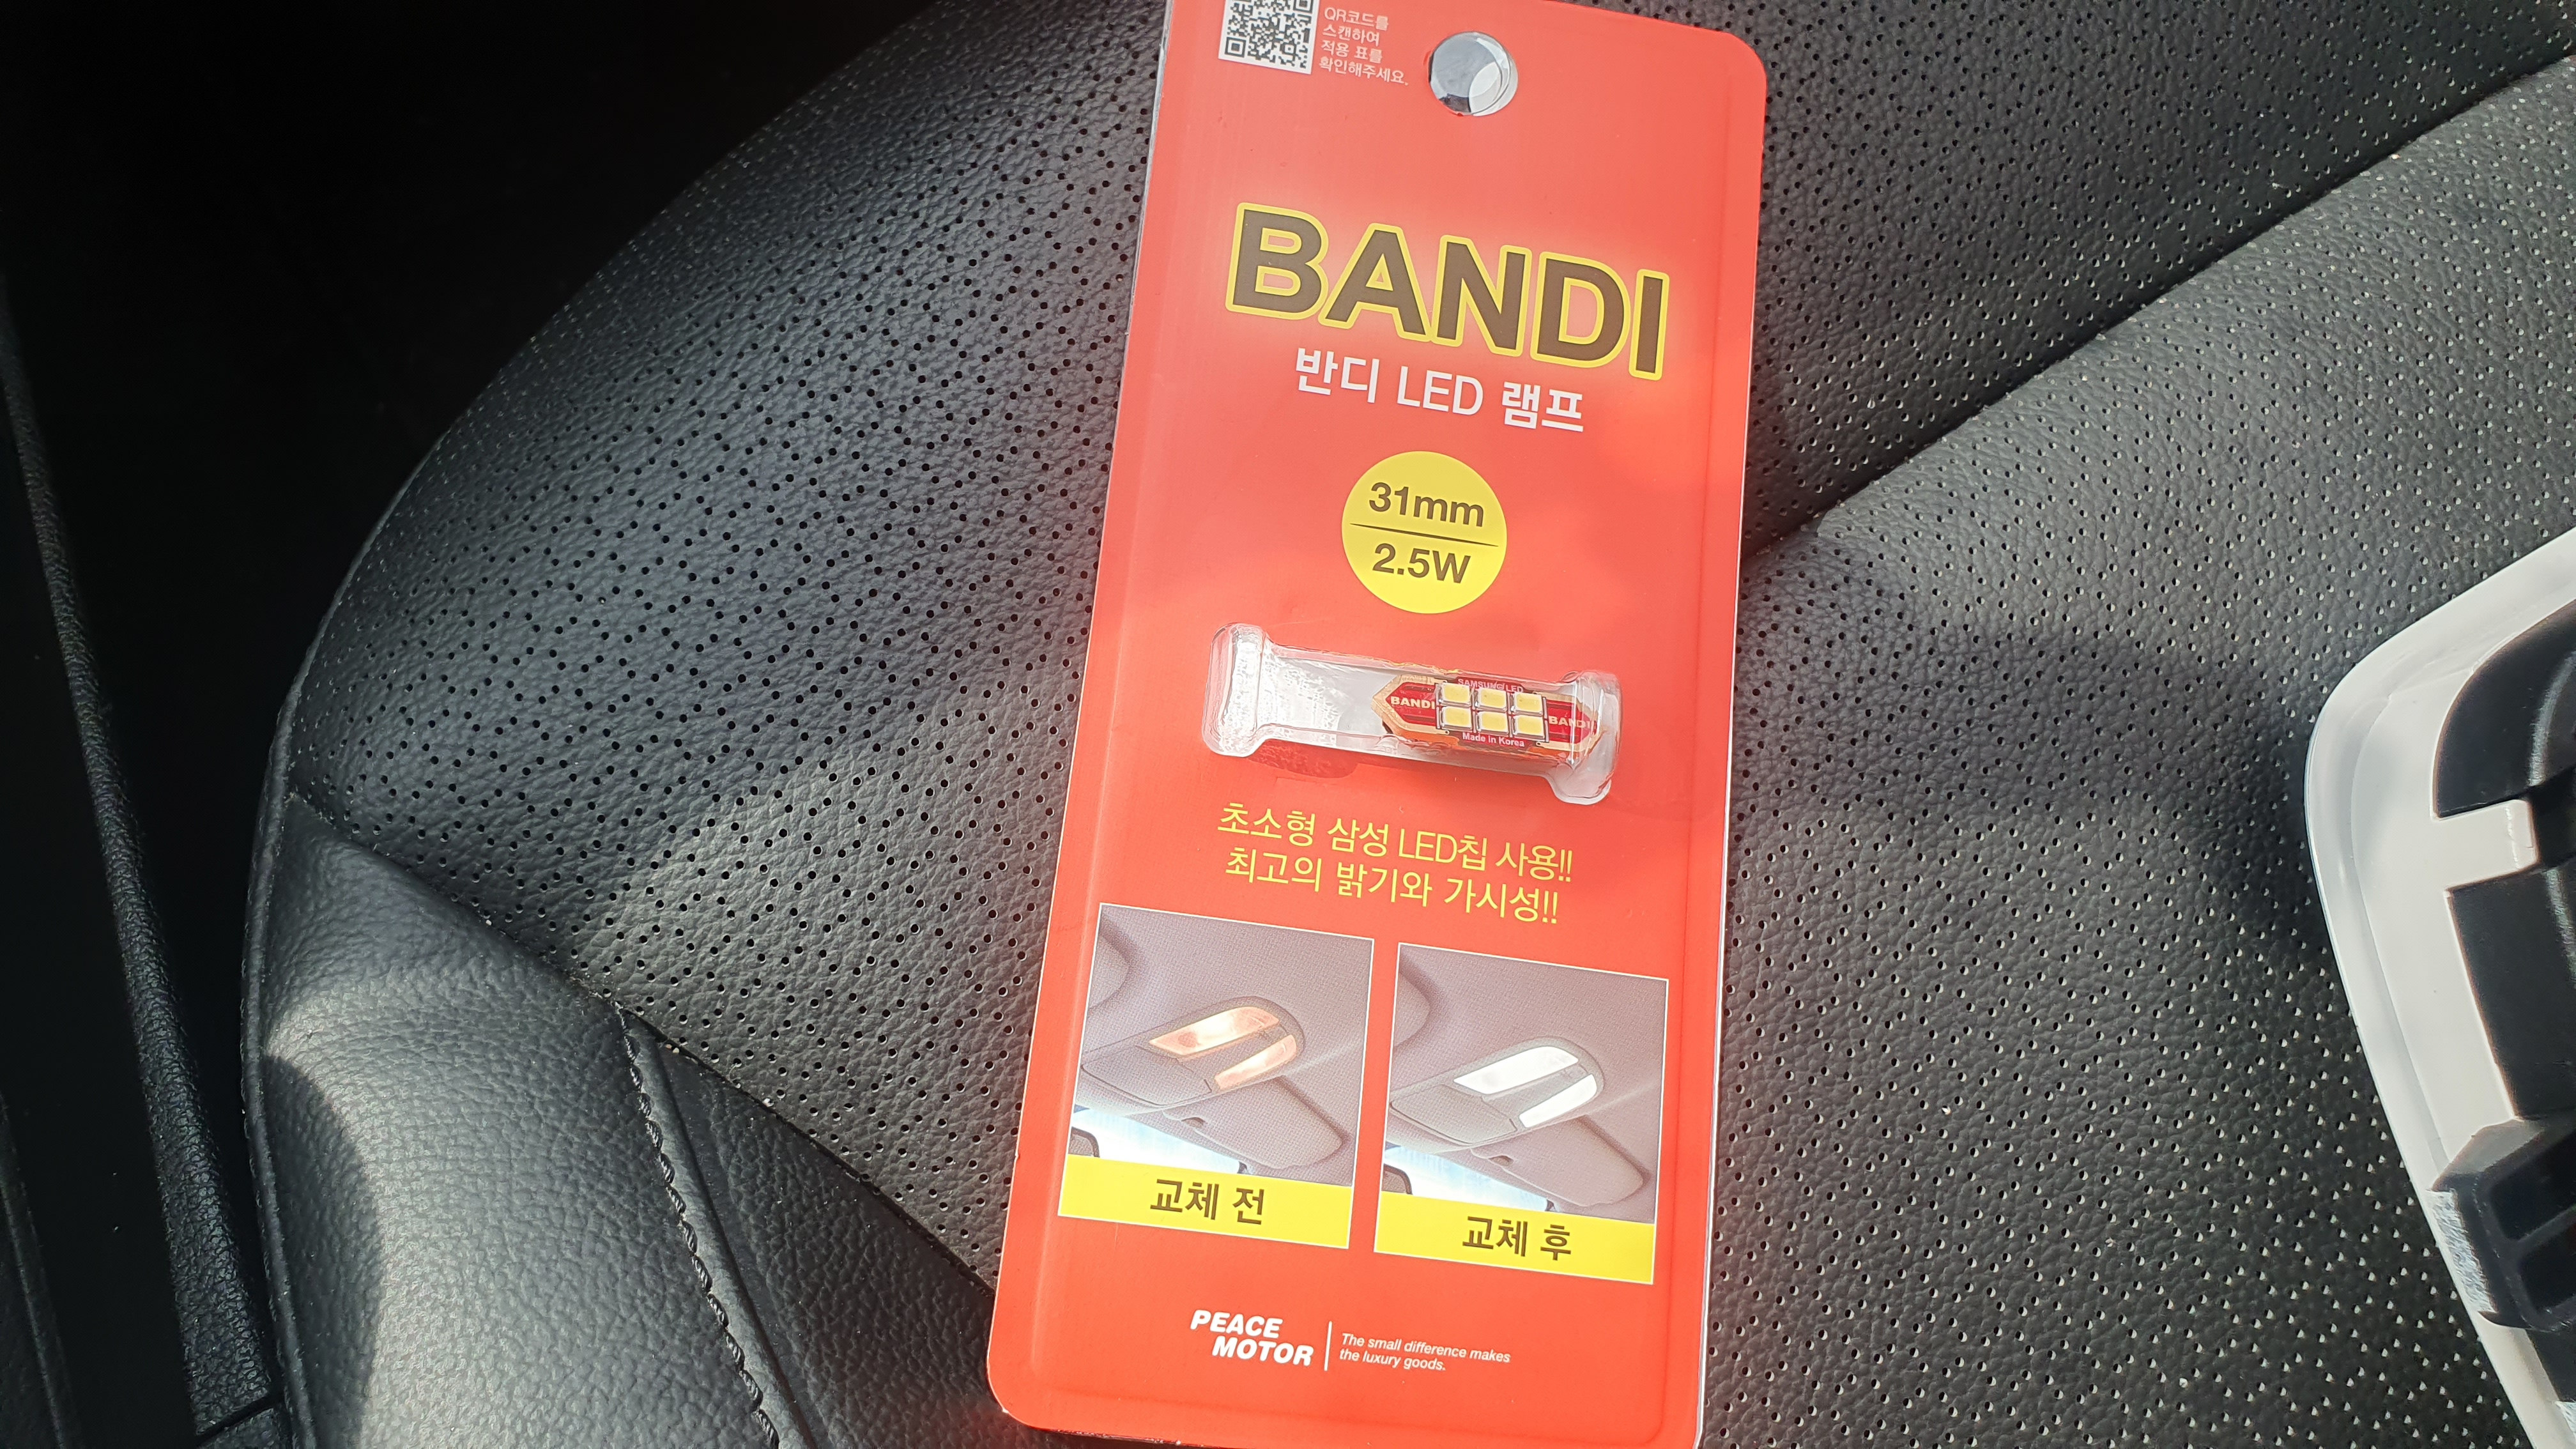 QR코드를
스캔하여
적용 표를
확인해주세요.
BANDI
반디 LED 램프
31mm
2.5W
SAMSUNG LED
BANDI
BANDI
Made in Korea
초소형 삼성 LED칩 사용!!
최고의 밝기와 가시성!!
교체 전
교체 후
PEACE
MOTOR
The small difference makes
the luxury goods.